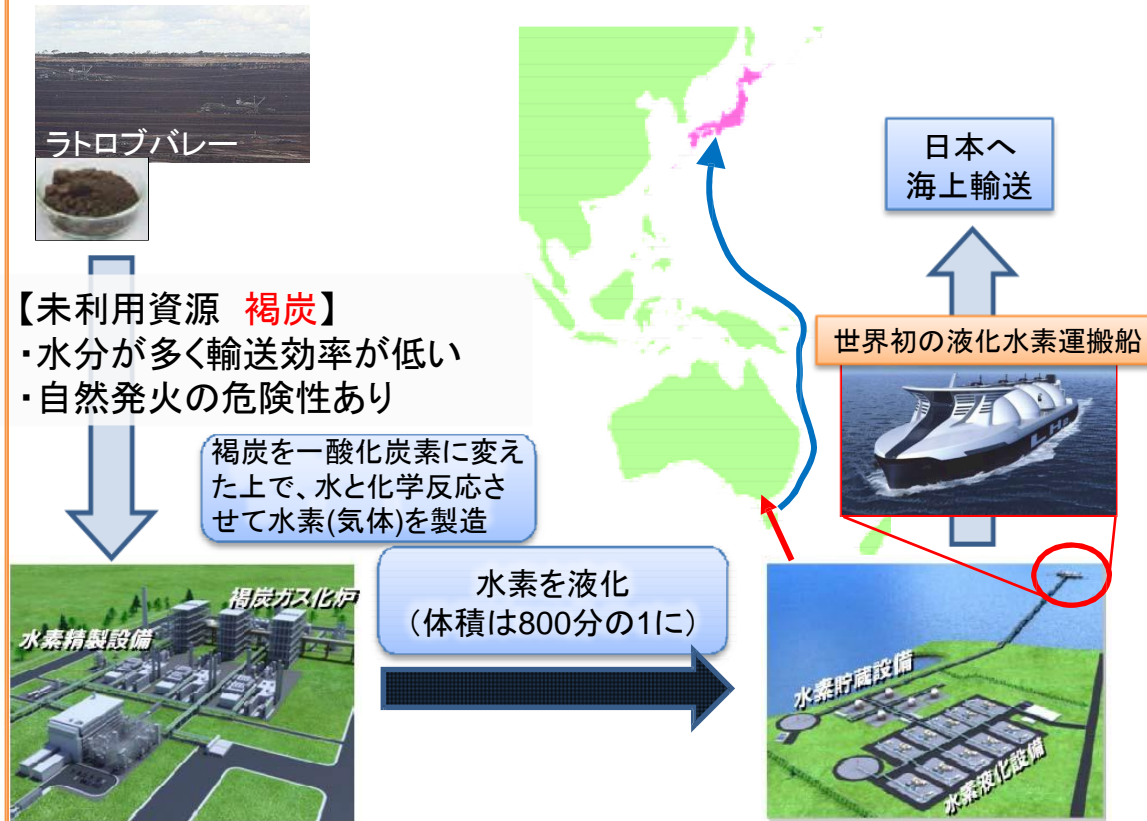 ラトロブバレー
【未利用資源 褐炭】
・水分が多く輸送効率が低い
・自然発火の危険性あり
褐炭を一酸化炭素に変え
た上で、水と化学反応さ
せて水素(気体)を製造
褐炭ガス化炉
水素精製設備
水素を液化
(体積は800分の1に)
日本へ
海上輸送
世界初の液化水素運搬船
LH2
水素貯蔵設備
水素液化設備